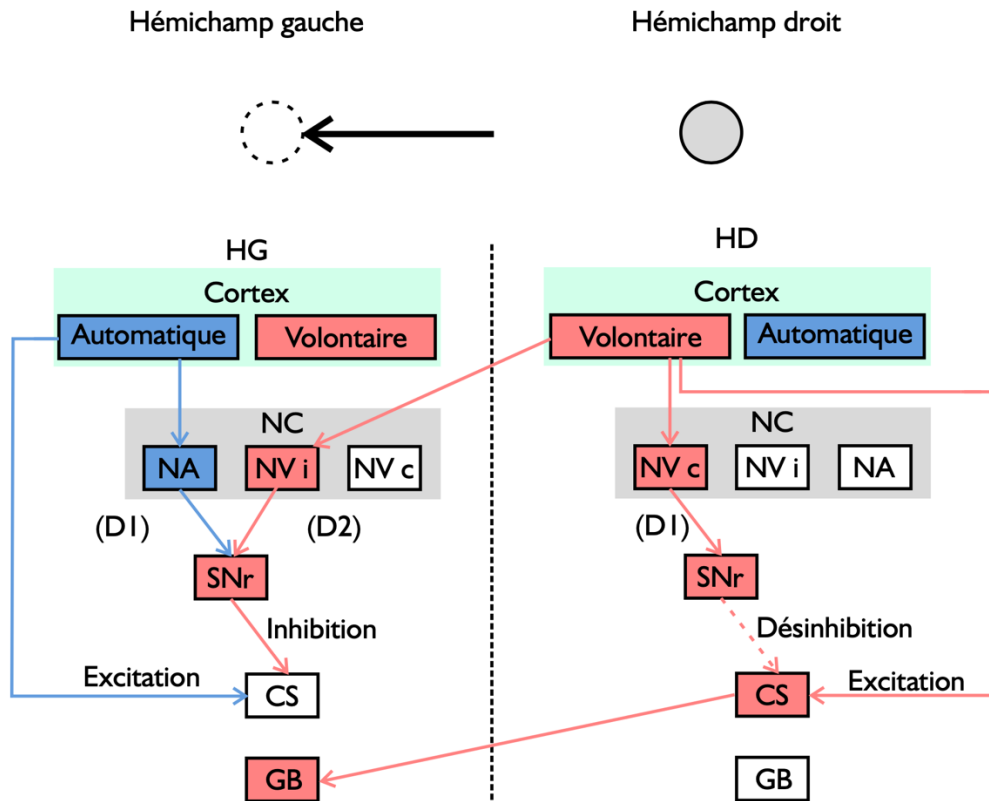 Hémichamp gauche
Hémichamp droit
HG
HD
Cortex
Cortex
Automatique
Volontaire
Volontaire
Automatique
NC
NC
NA
NV i
NV c
NV c
NV i
NA
(D1)
(D2)
(D1)
SNr
SNr
Inhibition
Désinhibition
Excitation
CS
CS
Excitation
GB
GB